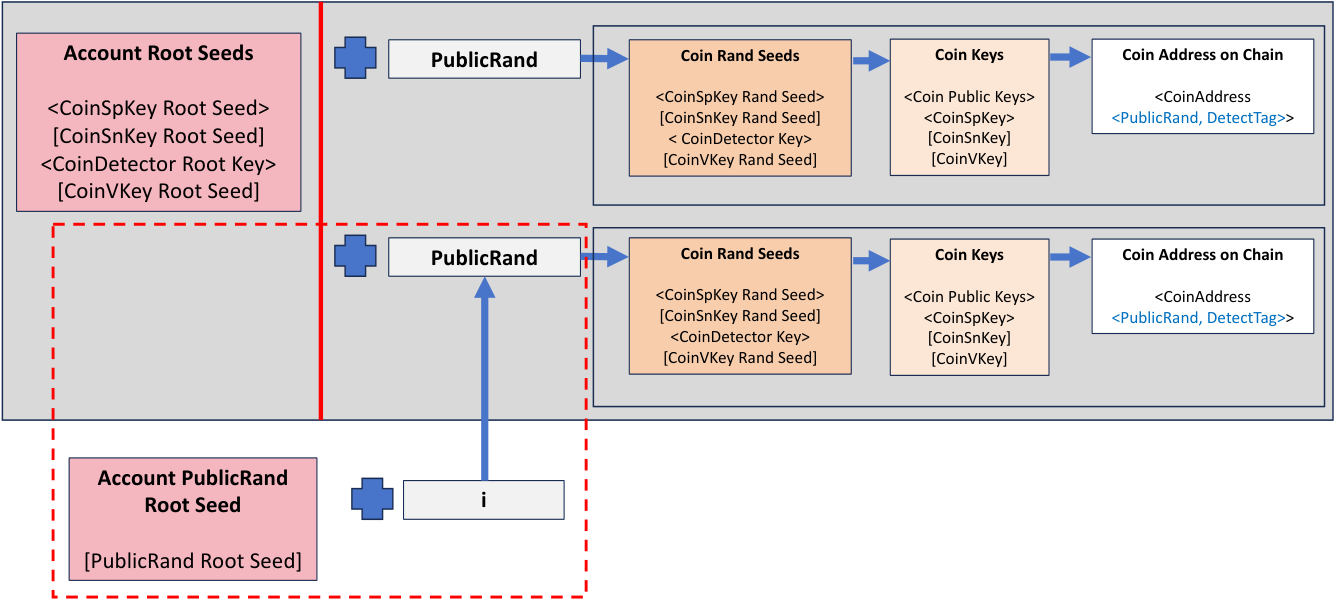 Account Root Seeds
<CoinSpKey Root Seed>
[CoinSnKey Root Seed]
<CoinDetector Root Key>
[CoinVKey Root Seed]
PublicRand
Coin Rand Seeds
<CoinSpKey Rand Seed>
[CoinSnKey Rand Seed]
< CoinDetector Key>
[CoinVKey Rand Seed]
Coin Keys
<Coin Public Keys>
<CoinSpKey>
[CoinSnKey]
[CoinVKey]
Coin Address on Chain
<CoinAddress
<PublicRand, DetectTag>>
PublicRand
Coin Rand Seeds
<CoinSpKey Rand Seed>
[CoinSnKey Rand Seed]
<CoinDetector Key>
[CoinVKey Rand Seed]
Coin Keys
<Coin Public Keys>
<CoinSpKey>
[CoinSnKey]
[CoinVKey]
Coin Address on Chain
<CoinAddress
<PublicRand, DetectTag>>
Account PublicRand
Root Seed
[PublicRand Root Seed]
i